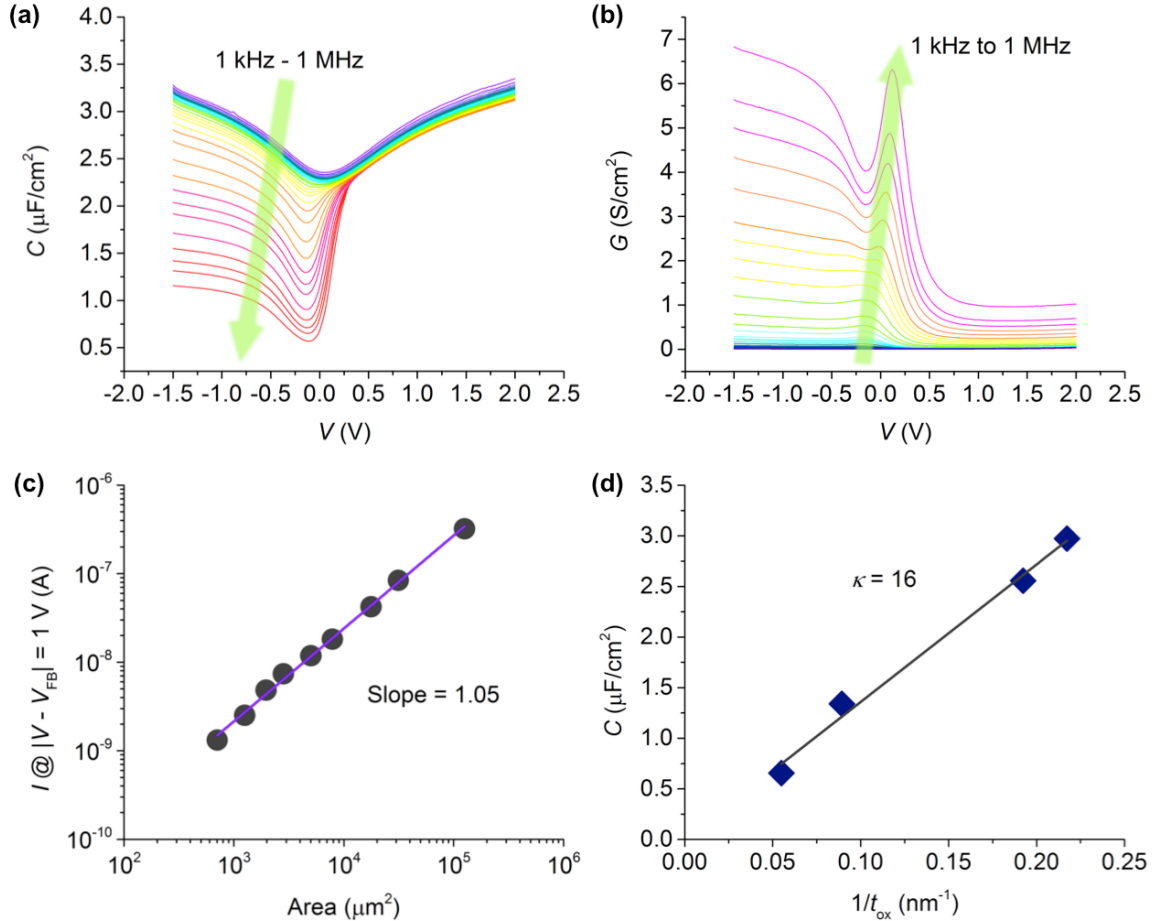 (a)
4.0
3.5
3.0
2.5
2.0
1.5
1.0
0.5
C (µF/cm²)
1 kHz - 1 MHz
-2.0 -1.5 -1.0 -0.5 0.0 0.5 1.0 1.5 2.0 2.5
V (V)
(b)
7
6
5
4
3
2
1
0
G (S/cm²)
1 kHz to 1 MHz
-2.0 -1.5 -1.0 -0.5 0.0 0.5 1.0 1.5 2.0 2.5
V (V)
(c)
10⁻⁶
10⁻⁷
10⁻⁸
10⁻⁹
10⁻¹⁰
I @ |V - V_FB| = 1 V (A)
Slope = 1.05
10² 10³ 10⁴ 10⁵ 10⁶
Area (µm²)
(d)
3.5
3.0
2.5
2.0
1.5
1.0
0.5
0.0
C (µF/cm²)
κ = 16
0.00 0.05 0.10 0.15 0.20 0.25
1/t_ox (nm⁻¹)